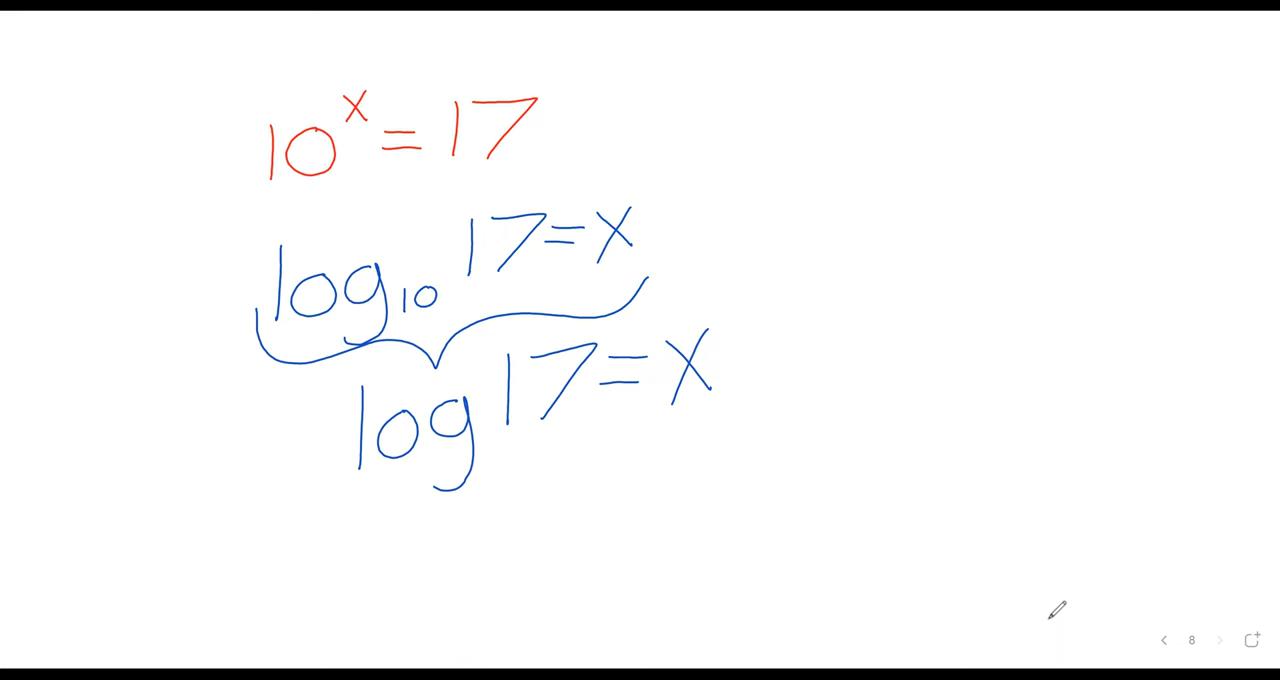 10^x = 17
log₁₀ 17 = x
log 17 = x
8